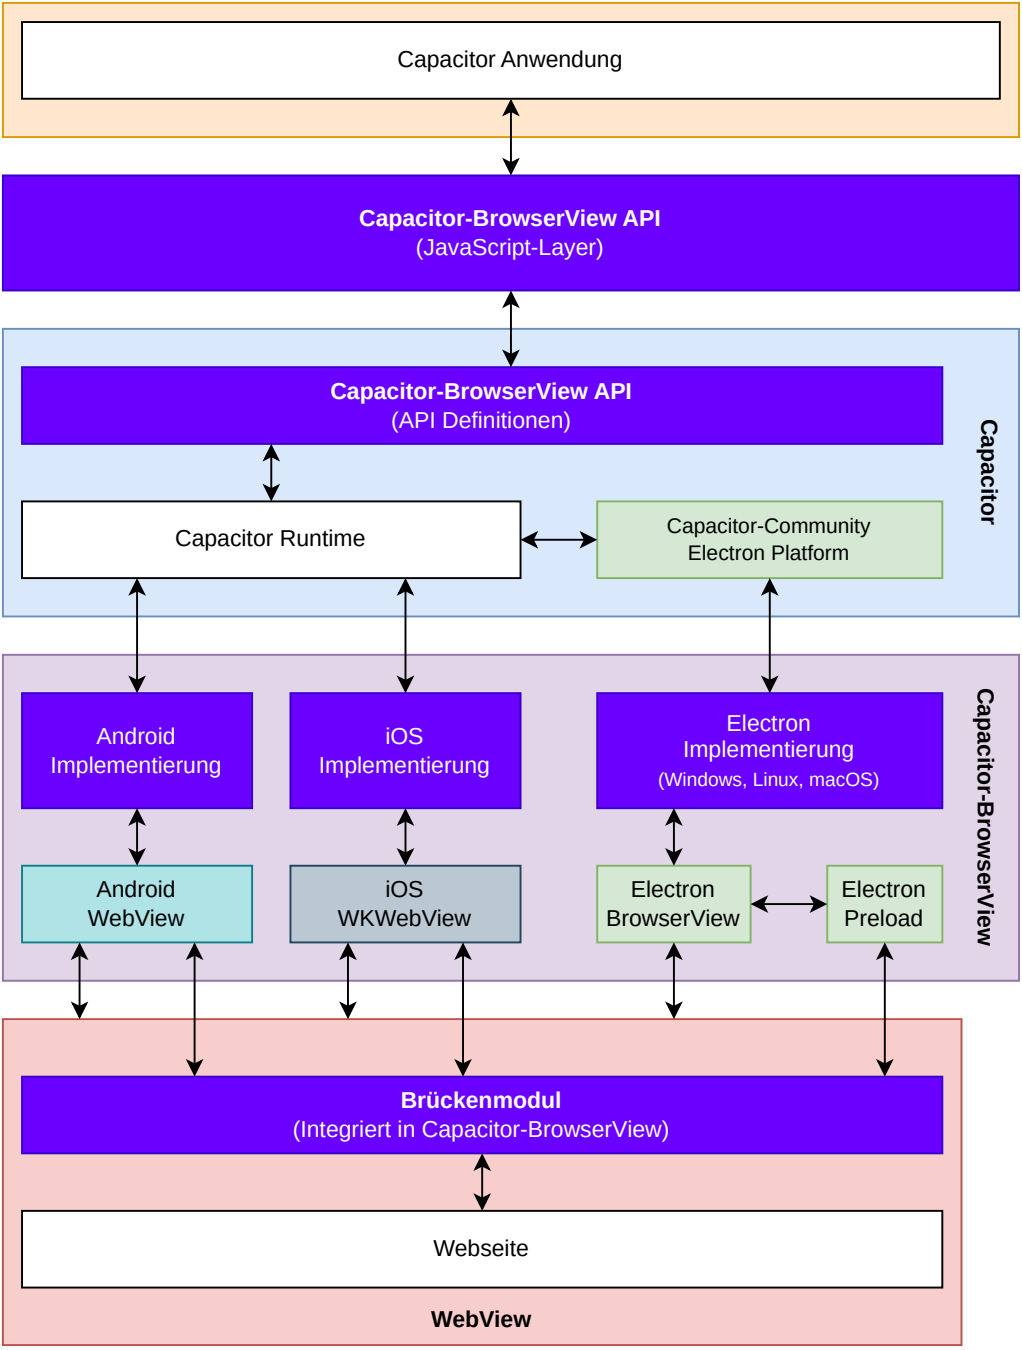 Capacitor Anwendung
Capacitor-BrowserView API
(JavaScript-Layer)
Capacitor-BrowserView API
(API Definitionen)
Capacitor
Capacitor Runtime
Capacitor-Community
Electron Platform
Android
Implementierung
iOS
Implementierung
Electron
Implementierung
(Windows, Linux, macOS)
Capacitor-BrowserView
Android
WebView
iOS
WKWebView
Electron
BrowserView
Electron
Preload
Brückenmodul
(Integriert in Capacitor-BrowserView)
Webseite
WebView